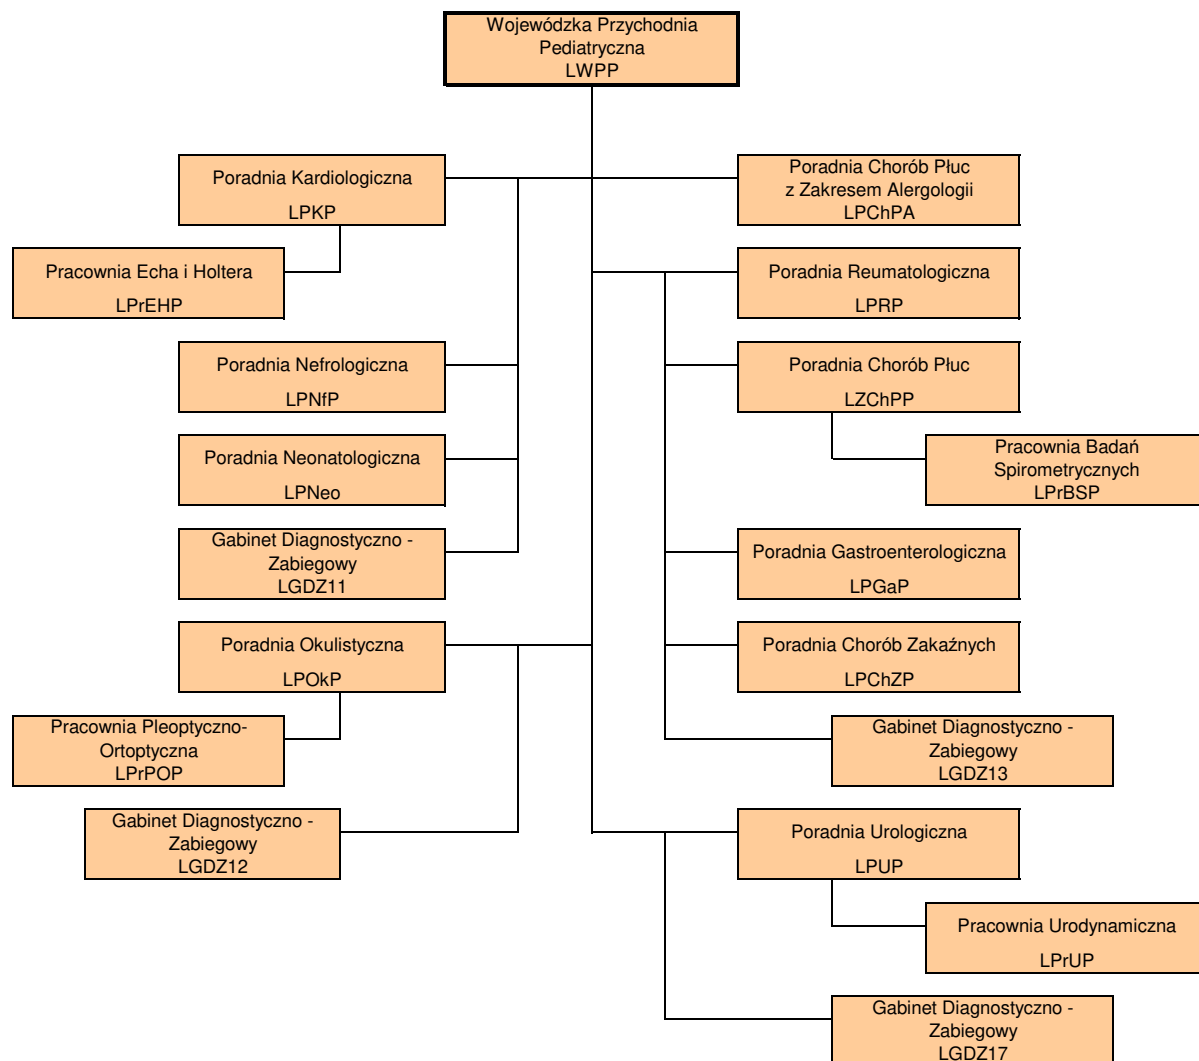 Wojewódzka Przychodnia
Pediatryczna
LWPP
Poradnia Kardiologiczna
LPKP
Poradnia Chorób Płuc
z Zakresem Alergologii
LPChPA
Pracownia Echa i Holtera
LPrEHP
Poradnia Reumatologiczna
LPRP
Poradnia Nefrologiczna
LPNfP
Poradnia Chorób Płuc
LZChPP
Poradnia Neonatologiczna
LPNeo
Pracownia Badań
Spirometrycznych
LPrBSP
Gabinet Diagnostyczno -
Zabiegowy
LGDZ11
Poradnia Gastroenterologiczna
LPGaP
Poradnia Okulistyczna
LPOkP
Poradnia Chorób Zakaźnych
LPChZP
Pracownia Pleoptyczno-
Ortoptyczna
LPrPOP
Gabinet Diagnostyczno -
Zabiegowy
LGDZ13
Gabinet Diagnostyczno -
Zabiegowy
LGDZ12
Poradnia Urologiczna
LPUP
Pracownia Urodynamiczna
LPrUP
Gabinet Diagnostyczno -
Zabiegowy
LGDZ17